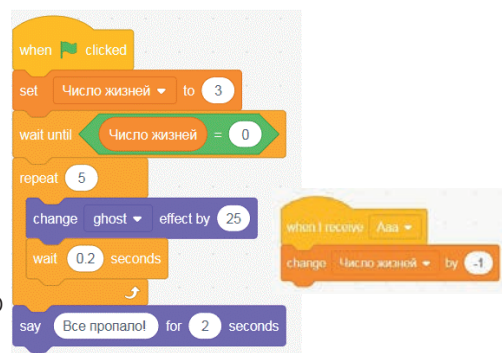 when clicked
set Число жизней to 3
wait until Число жизней = 0
repeat 5
change ghost effect by 25
wait 0.2 seconds
say Все пропало! for 2 seconds
when I receive Ааа
change Число жизней by -1